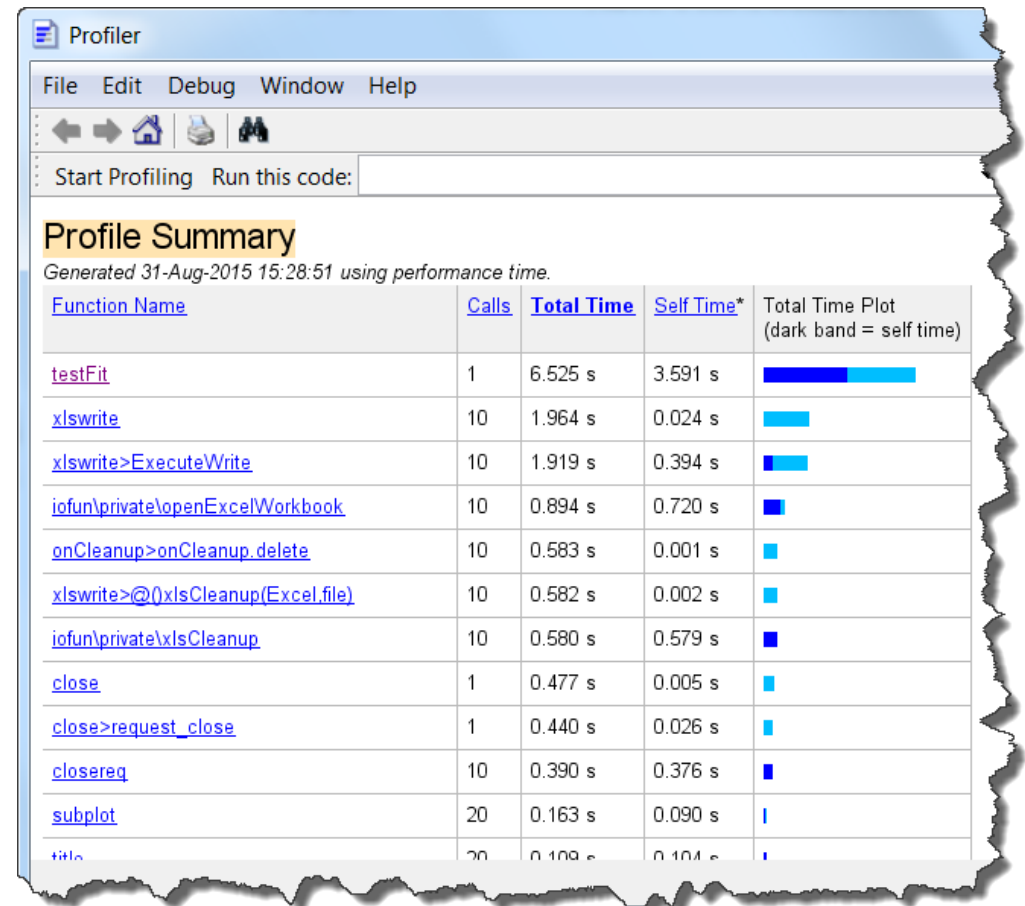 Profiler
File Edit Debug Window Help
Start Profiling Run this code:
Profile Summary
Generated 31-Aug-2015 15:28:51 using performance time.
Function Name Calls Total Time Self Time* Total Time Plot
(dark band = self time)
testFit 1 6.525 s 3.591 s
xlswrite 10 1.964 s 0.024 s
xlswrite>ExecuteWrite 10 1.919 s 0.394 s
iofun\private\openExcelWorkbook 10 0.894 s 0.720 s
onCleanup>onCleanup.delete 10 0.583 s 0.001 s
xlswrite>@()xlsCleanup(Excel,file) 10 0.582 s 0.002 s
iofun\private\xlsCleanup 10 0.580 s 0.579 s
close 1 0.477 s 0.005 s
close>request_close 1 0.440 s 0.026 s
closereq 10 0.390 s 0.376 s
subplot 20 0.163 s 0.090 s
title 20 0.109 s 0.104 s